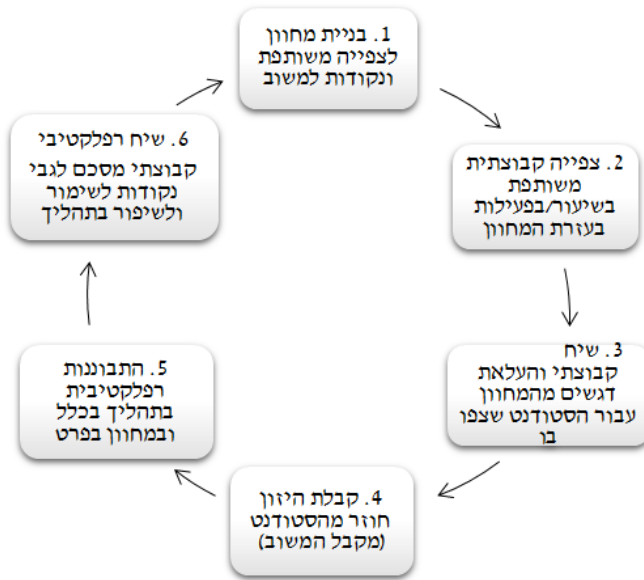 1. בניית מחוון
לצפייה משותפת
ונקודות למשוב
2. צפייה קבוצתית
משותפת
בשיעור/בפעילות
בעזרת המחוון
3. שיח
קבוצתי והעלאת
דגשים מהמחוון
עבור הסטודנט שצפו
בו
4. קבלת היזון
חוזר מהסטודנט
(מקבל המשוב)
5. התבוננות
רפלקטיבית
בתהליך בכלל
ובמחוון בפרט
6. שיח רפלקטיבי
קבוצתי מסכם לגבי
נקודות לשימור
ולשיפור בתהליך